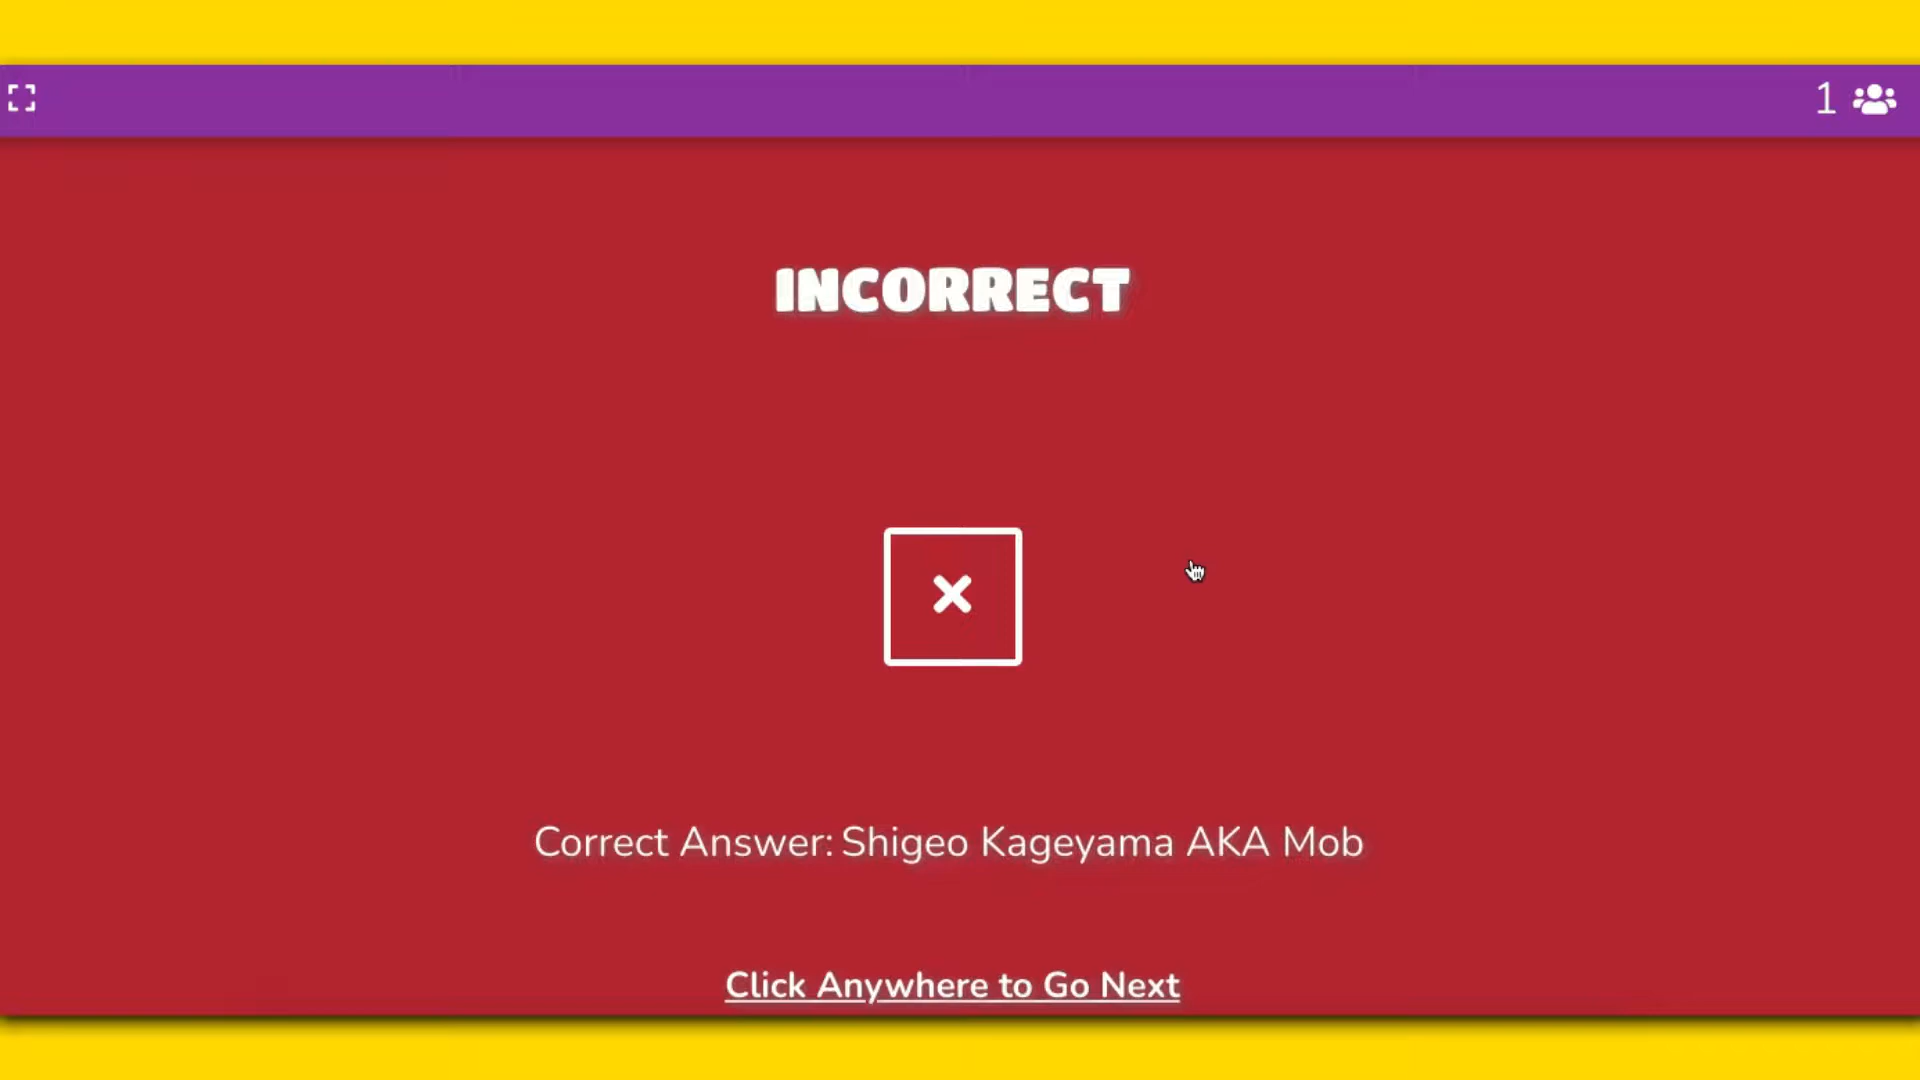 1
INCORRECT
Correct Answer: Shigeo Kageyama AKA Mob
Click Anywhere to Go Next